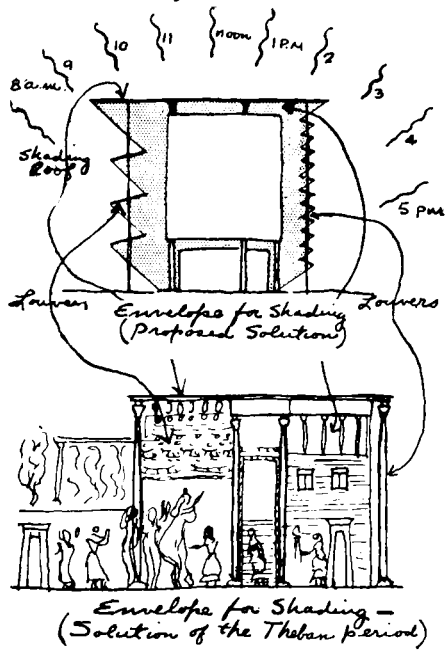 8 a.m.
9
10
11
noon
1 P.M
2
3
4
5 PM
Shading
Roof
Louvers
Louvers
Envelope for Shading
(Proposed Solution)
Envelope for Shading -
(Solution of the Theban period)